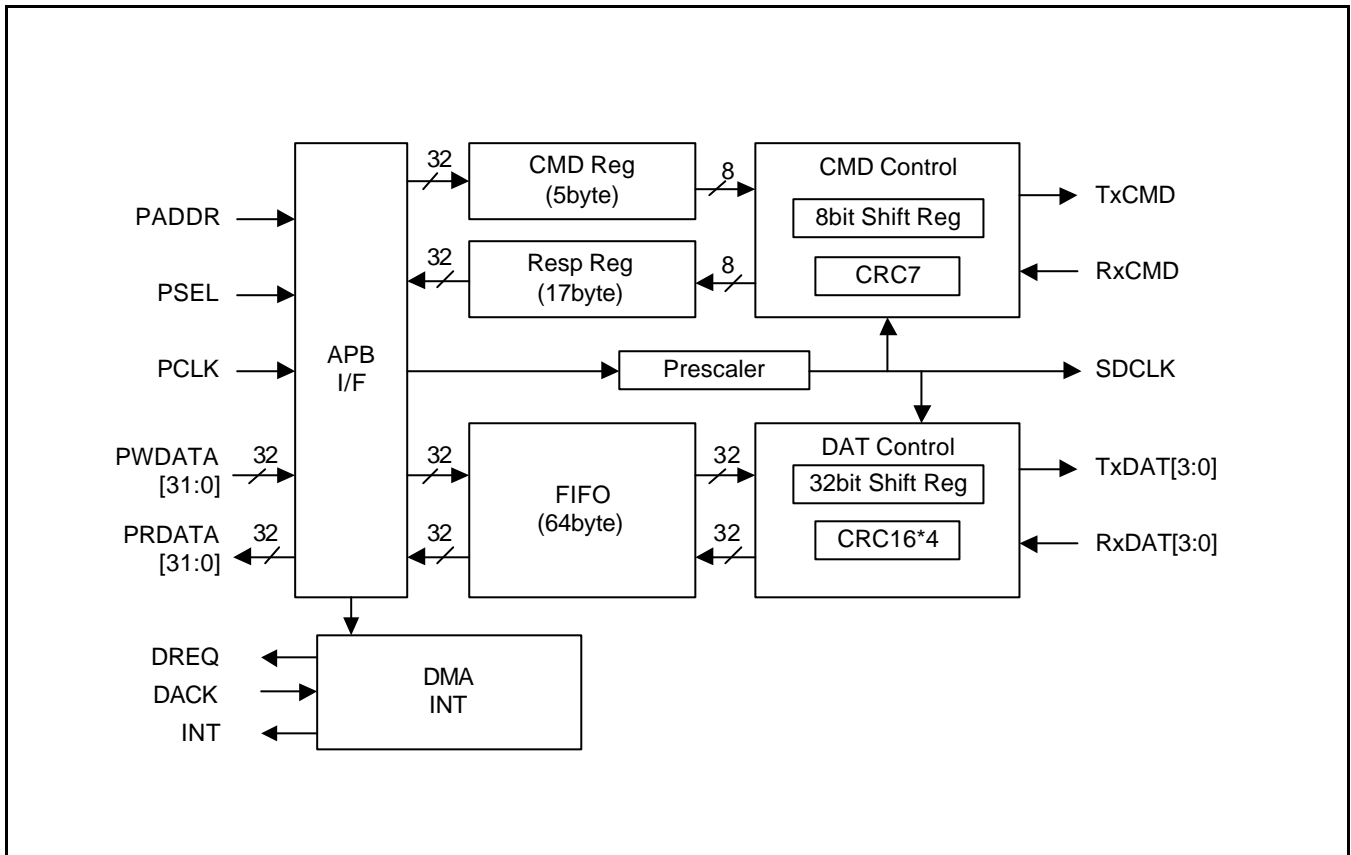 32
CMD Reg
(5byte)
8
CMD Control
8bit Shift Reg
CRC7
TxCMD
RxCMD
PADDR
PSEL
PCLK
APB
I/F
32
Resp Reg
(17byte)
8
Prescaler
SDCLK
PWDATA
[31:0]
32
PRDATA
[31:0]
32
32
32
FIFO
(64byte)
32
32
DAT Control
32bit Shift Reg
CRC16*4
TxDAT[3:0]
RxDAT[3:0]
DREQ
DACK
INT
DMA
INT